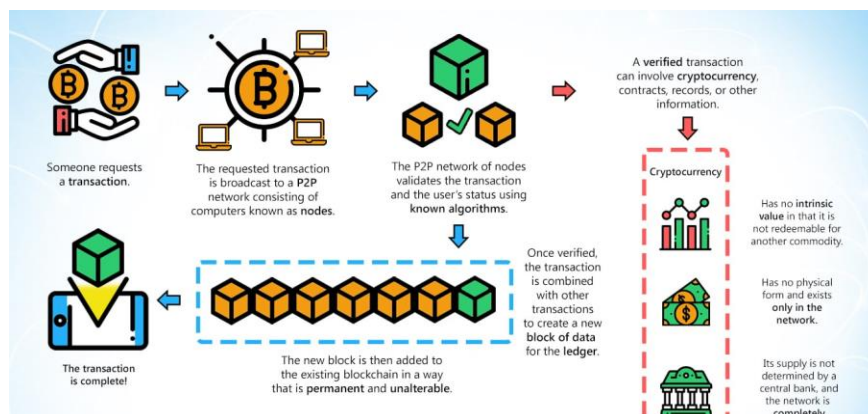 Someone requests
a transaction.
The requested transaction
is broadcast to a P2P
network consisting of
computers known as nodes.
The P2P network of nodes
validates the transaction
and the user's status using
known algorithms.
A verified transaction
can involve cryptocurrency,
contracts, records, or other
information.
Cryptocurrency
Has no intrinsic
value in that it is
not redeemable for
another commodity.
Has no physical
form and exists
only in the
network.
Its supply is not
determined by a
central bank, and
the network is
completely
Once verified,
the transaction
is combined
with other
transactions
to create a new
block of data
for the ledger.
The new block is then added to
the existing blockchain in a way
that is permanent and unalterable.
The transaction
is complete!